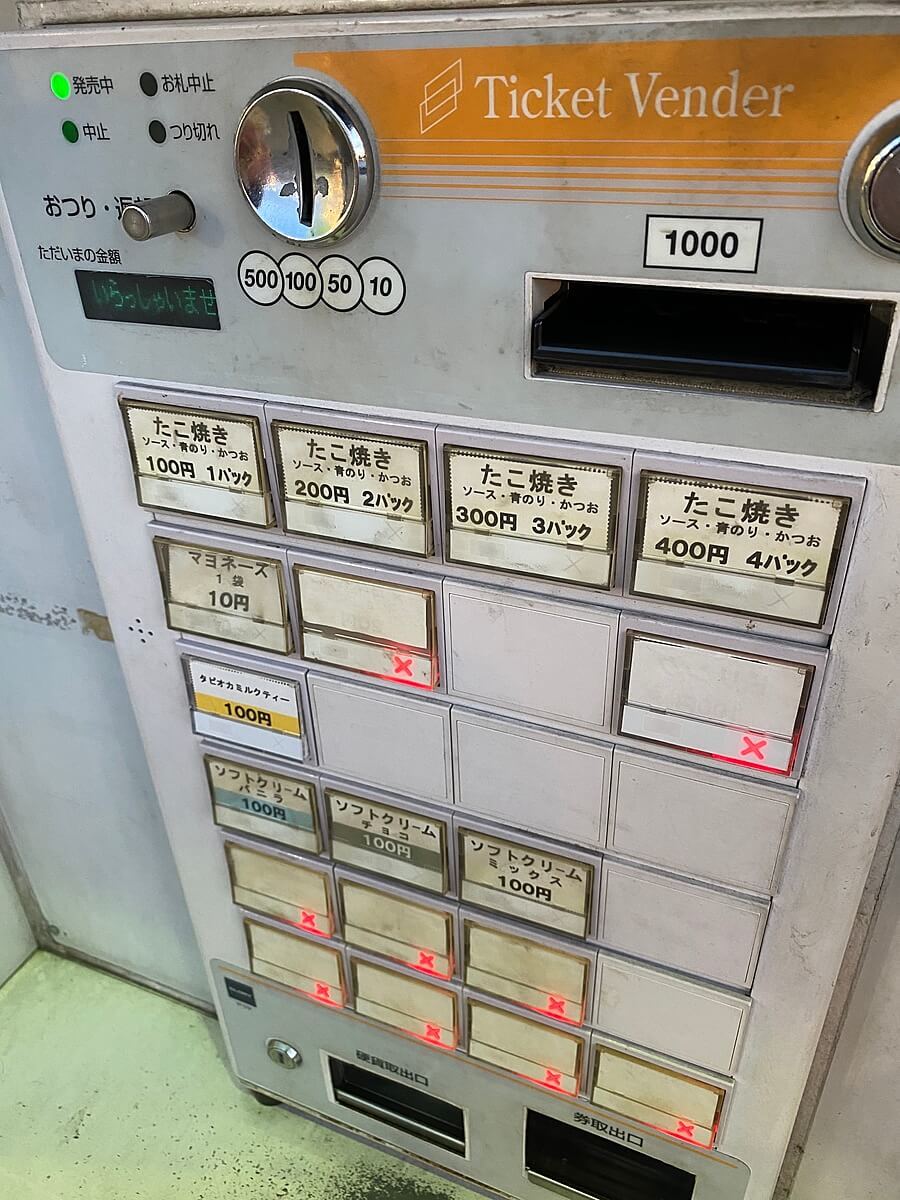 発売中
お札中止
中止
つり切れ
Ticket Vender
おつり・返却
ただいまの金額
いらっしゃいませ
500 100 50 10
1000
たこ焼き
ソース・青のり・かつお
100円 1パック
たこ焼き
ソース・青のり・かつお
200円 2パック
たこ焼き
ソース・青のり・かつお
300円 3パック
たこ焼き
ソース・青のり・かつお
400円 4パック
マヨネーズ
1袋
10円
タピオカミルクティー
100円
ソフトクリーム
バニラ
100円
ソフトクリーム
チョコ
100円
ソフトクリーム
ミックス
100円
硬貨取出口
券取出口